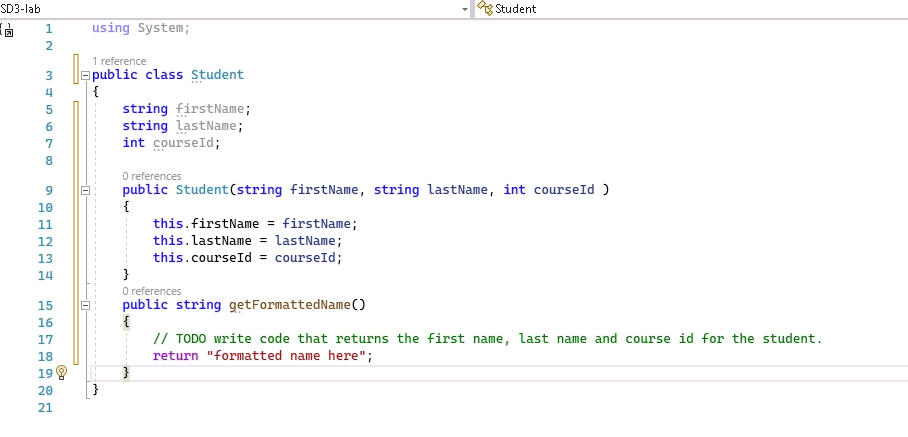 SD3-lab Student
1 using System;
2
1 reference
3 public class Student
4 {
5 string firstName;
6 string lastName;
7 int courseId;
8
0 references
9 public Student(string firstName, string lastName, int courseId )
10 {
11 this.firstName = firstName;
12 this.lastName = lastName;
13 this.courseId = courseId;
14 }
0 references
15 public string getFormattedName()
16 {
17 // TODO write code that returns the first name, last name and course id for the student.
18 return "formatted name here";
19 }
20 }
21